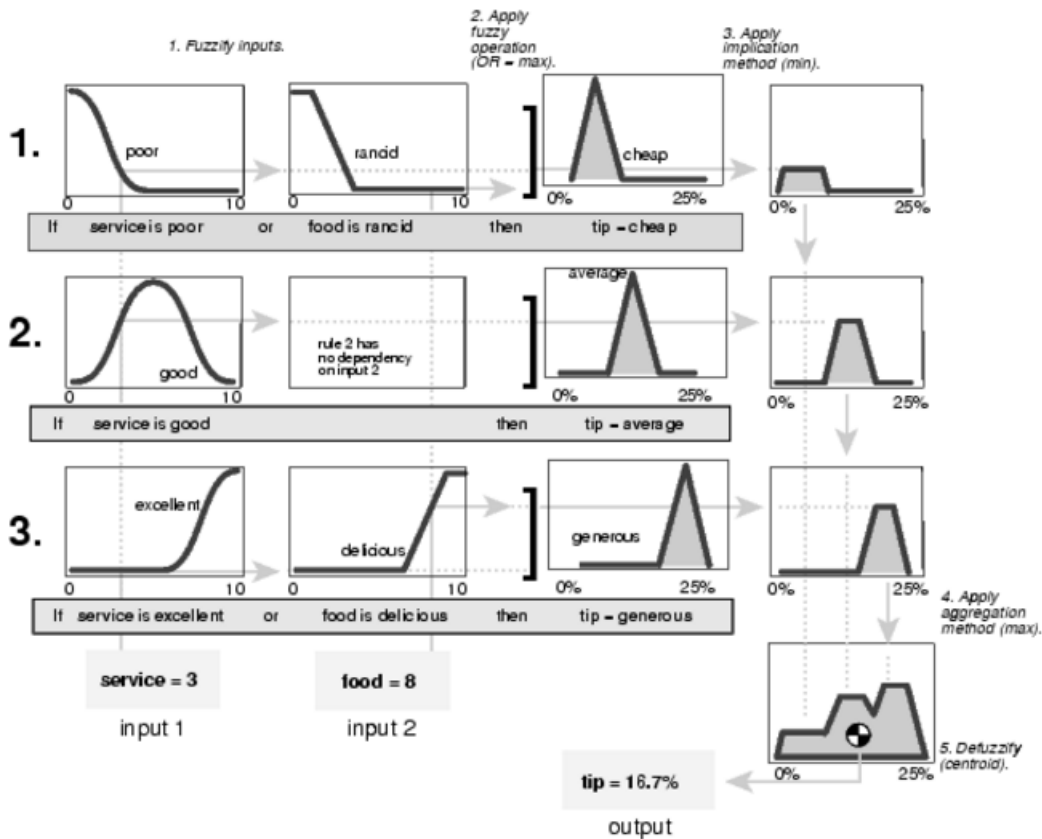 1. Fuzzify inputs.
2. Apply
fuzzy
operation
(OR = max).
3. Apply
implication
method (min).
1.
poor
rancid
cheap
0
10
0
10
0%
25%
0%
25%
If service is poor or food is rancid then tip = cheap
2.
good
rule 2 has
no dependency
on input 2
average
0
10
0
10
0%
25%
0%
25%
If service is good then tip = average
3.
excellent
delicious
generous
0
10
0
10
0%
25%
0%
25%
If service is excellent or food is delicious then tip = generous
4. Apply
aggregation
method (max).
service = 3
food = 8
input 1
input 2
0%
25%
5. Defuzzify
(centroid).
tip = 16.7%
output